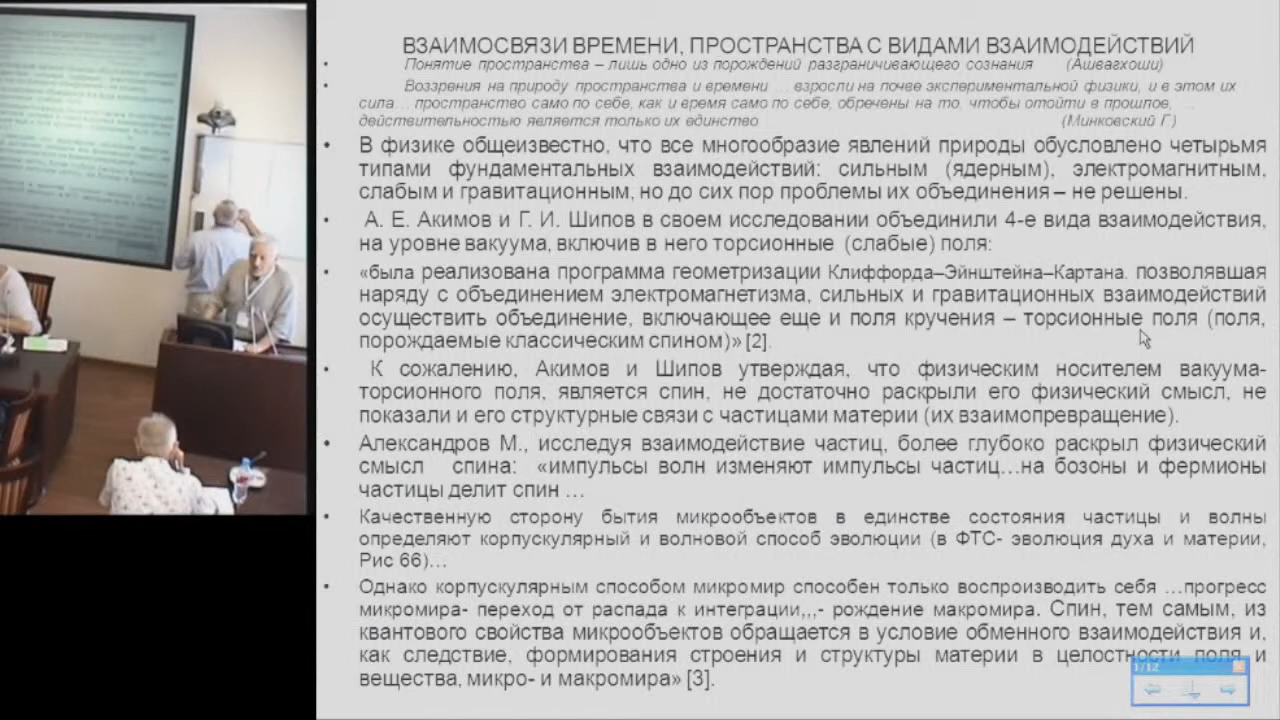 ВЗАИМОСВЯЗИ ВРЕМЕНИ, ПРОСТРАНСТВА С ВИДАМИ ВЗАИМОДЕЙСТВИЙ
• Понятие пространства – лишь одно из порождений разграничивающего сознания (Ашвагхоши)
• Воззрения на природу пространства и времени … взросли на почве экспериментальной физики, и в этом их
сила… пространство само по себе, как и время само по себе, обречены на то, чтобы отойти в прошлое, …
действительностью является только их единство (Минковский Г)
• В физике общеизвестно, что все многообразие явлений природы обусловлено четырьмя
типами фундаментальных взаимодействий: сильным (ядерным), электромагнитным,
слабым и гравитационным, но до сих пор проблемы их объединения – не решены.
• А. Е. Акимов и Г. И. Шипов в своем исследовании объединили 4-е вида взаимодействия,
на уровне вакуума, включив в него торсионные (слабые) поля:
• «была реализована программа геометризации Клиффорда–Эйнштейна–Картана. позволявшая
наряду с объединением электромагнетизма, сильных и гравитационных взаимодействий
осуществить объединение, включающее еще и поля кручения – торсионные поля (поля,
порождаемые классическим спином)» [2].
• К сожалению, Акимов и Шипов утверждая, что физическим носителем вакуума-
торсионного поля, является спин, не достаточно раскрыли его физический смысл, не
показали и его структурные связи с частицами материи (их взаимопревращение).
• Александров М., исследуя взаимодействие частиц, более глубоко раскрыл физический
смысл спина: «импульсы волн изменяют импульсы частиц…на бозоны и фермионы
частицы делит спин …
• Качественную сторону бытия микрообъектов в единстве состояния частицы и волны
определяют корпускулярный и волновой способ эволюции (в ФТС- эволюция духа и материи,
Рис 66)…
• Однако корпускулярным способом микромир способен только воспроизводить себя …прогресс
микромира- переход от распада к интеграции,,,- рождение макромира. Спин, тем самым, из
квантового свойства микрообъектов обращается в условие обменного взаимодействия и,
как следствие, формирования строения и структуры материи в целостности поля и
вещества, микро- и макромира» [3].
1/12